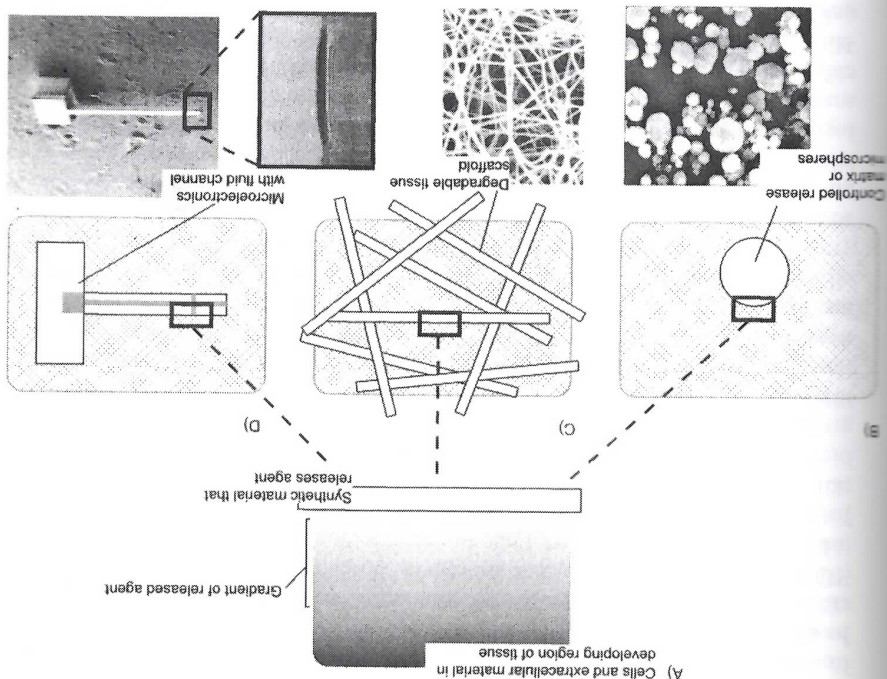 A) Cells and extracellular material in
developing region of tissue
Gradient of released agent
Synthetic material that
releases agent
B)
C)
D)
Controlled release
matrix or
microspheres
Degradable tissue
scaffold
Microelectronics
with fluid channel